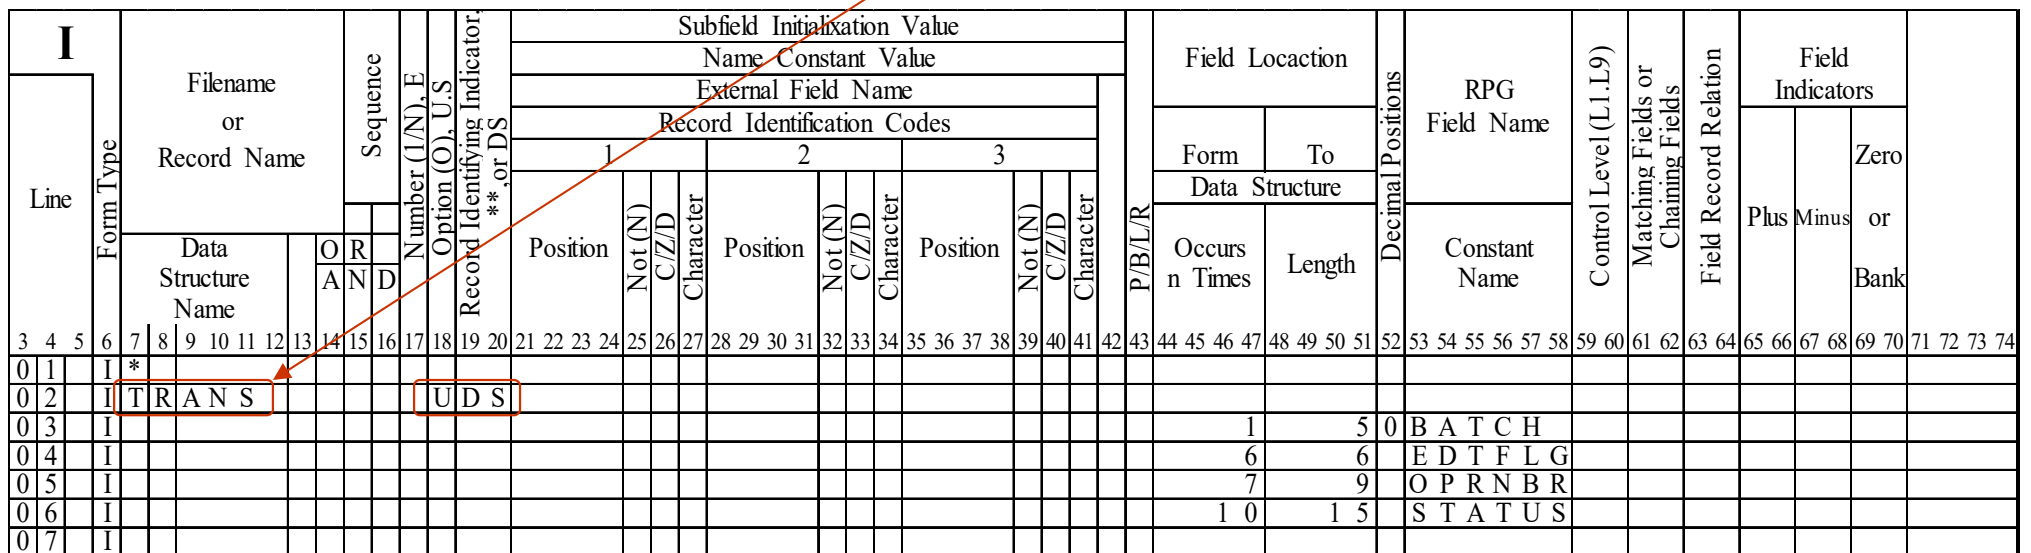 I
Line
Form Type
Filename
or
Record Name
Data
Structure
Name
Sequence
O R
A N D
Number (1/N), E
Option (O), U.S
Record Identifying Indicator,
**,or DS
Subfield Initialixation Value
Name Constant Value
External Field Name
Record Identification Codes
1 2 3
Position Not (N) C/Z/D Character Position Not (N) C/Z/D Character Position Not (N) C/Z/D Character
P/B/L/R
Field Locaction
Form To
Data Structure
Occurs
n Times
Length
Decimal Positions
RPG
Field Name
Constant
Name
Control Level (L1.L9)
Matching Fields or
Chaining Fields
Field Record Relation
Field
Indicators
Plus Minus
Zero
or
Bank
3 4 5 6 7 8 9 10 11 12 13 14 15 16 17 18 19 20 21 22 23 24 25 26 27 28 29 30 31 32 33 34 35 36 37 38 39 40 41 42 43 44 45 46 47 48 49 50 51 52 53 54 55 56 57 58 59 60 61 62 63 64 65 66 67 68 69 70 71 72 73 74
0 1 I *
0 2 I T R A N S U D S
0 3 I 1 5 0 B A T C H
0 4 I 6 6 E D T F L G
0 5 I 7 9 O P R N B R
0 6 I 1 0 1 5 S T A T U S
0 7 I